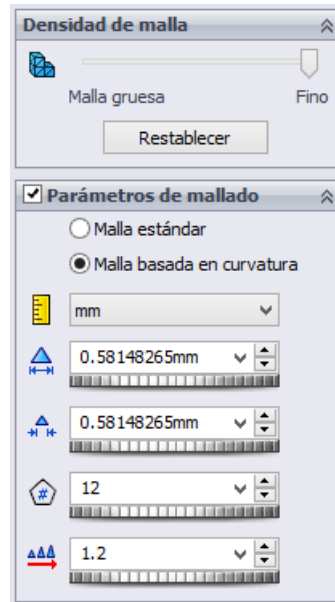 Densidad de malla
Malla gruesa Fino
Restablecer
Parámetros de mallado
Malla estándar
Malla basada en curvatura
mm
0.58148265mm
0.58148265mm
#
12
1.2